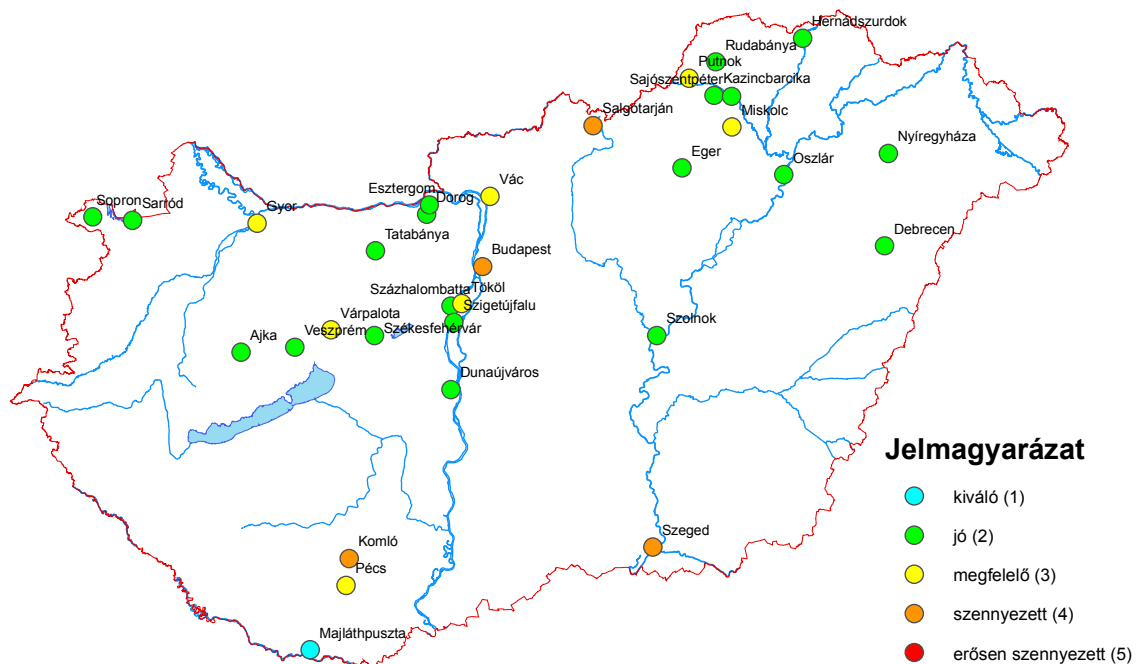 Hernádszurdok
Rudabánya
Putnok
Sajószentpéter
Kazincbarcika
Salgótarján
Miskolc
Nyíregyháza
Eger
Oszlár
Esztergom
Dorog
Vác
Sopron
Sarród
Gyor
Tatabánya
Debrecen
Budapest
Százhalombatta
Tököl
Szigetújfalu
Várpalota
Székesfehérvár
Ajka
Veszprém
Szolnok
Dunaújváros
Jelmagyarázat
kiváló (1)
jó (2)
megfelelő (3)
szennyezett (4)
erősen szennyezett (5)
Szeged
Komló
Pécs
Majláthpuszta